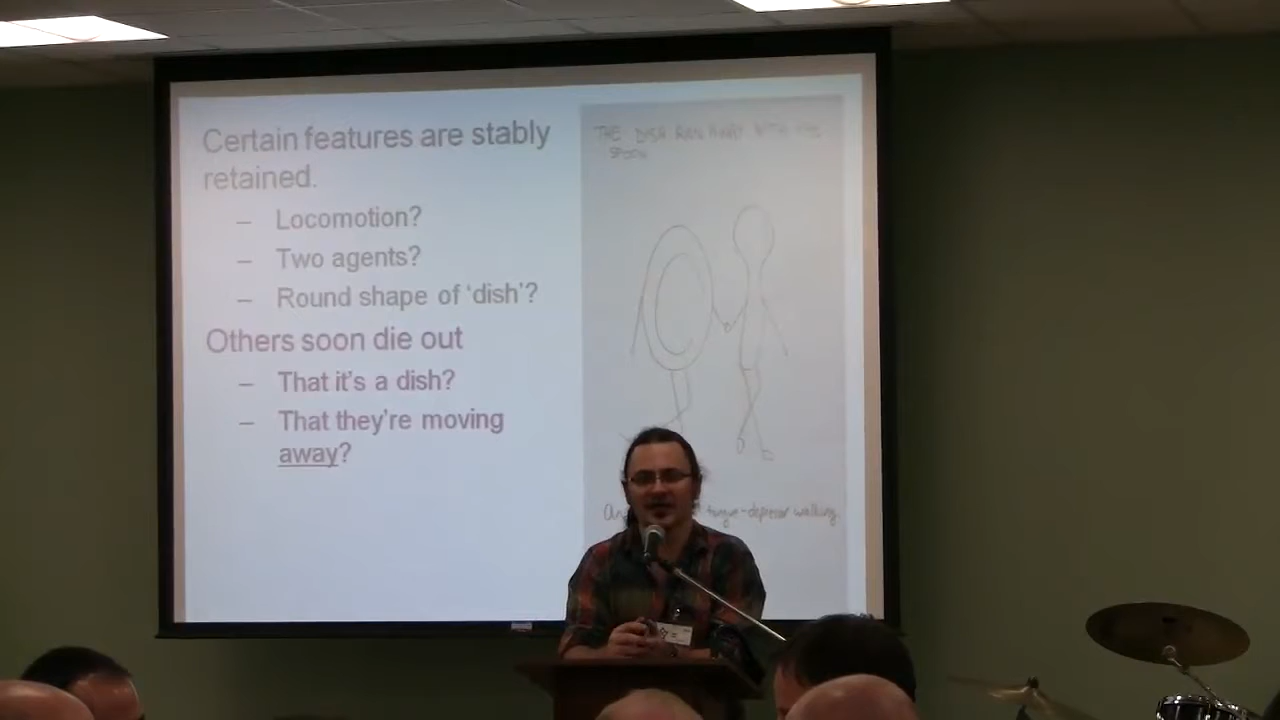 Certain features are stably
retained.
– Locomotion?
– Two agents?
– Round shape of ‘dish’?
Others soon die out
– That it’s a dish?
– That they’re moving
away?
THE DISH RAN AWAY WITH THE
SPOON
tongue-depressor walking